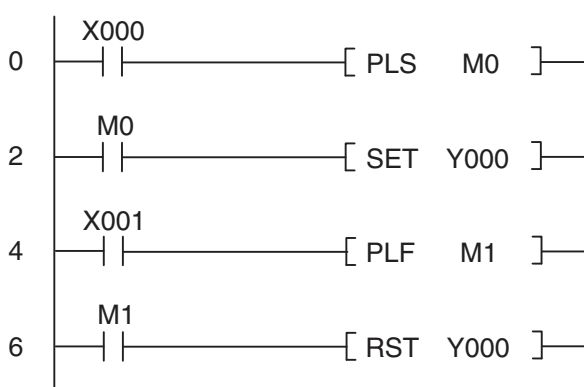 X000
0 [ PLS M0 ]
M0
2 [ SET Y000 ]
X001
4 [ PLF M1 ]
M1
6 [ RST Y000 ]